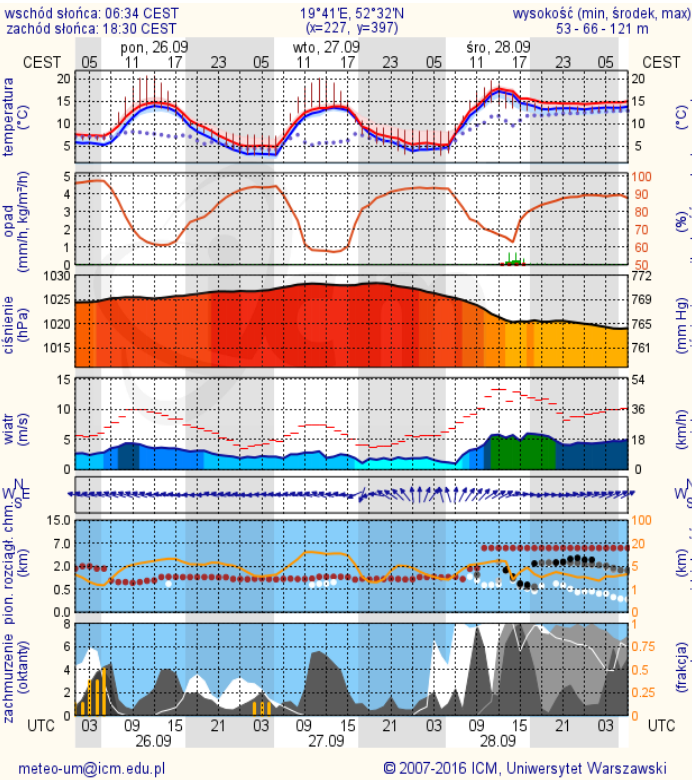 wschód słońca: 06:34 CEST 19°41'E, 52°32'N wysokość (min, środek, max)
zachód słońca: 18:30 CEST (x=227, y=397) 53 - 66 - 121 m
pon, 26.09 wto, 27.09 śro, 28.09
CEST 05 11 17 23 05 11 17 23 05 11 17 23 05 CEST
temperatura
(°C)
20
15
10
5
20
15
10
5
(°C)
opad
(mm/h, kg/m²/h)
5
4
3
2
1
0
100
90
80
70
60
50
(%)
ciśnienie
(hPa)
1030
1025
1020
1015
772
769
765
761
(mm Hg)
wiatr
(m/s)
15
10
5
0
54
36
18
0
(km/h)
N
W E
S
N
W
S
pion. rozciągł. chm.
(km)
15.0
7.0
2.0
0.5
0.0
100
20
5
1
0
(km)
zachmurzenie
(oktanty)
8
6
4
2
0
1
0.75
0.5
0.25
0
(frakcja)
UTC 03 09 15 21 03 09 15 21 03 09 15 21 03 UTC
26.09 27.09 28.09
meteo-um@icm.edu.pl © 2007-2016 ICM, Uniwersytet Warszawski